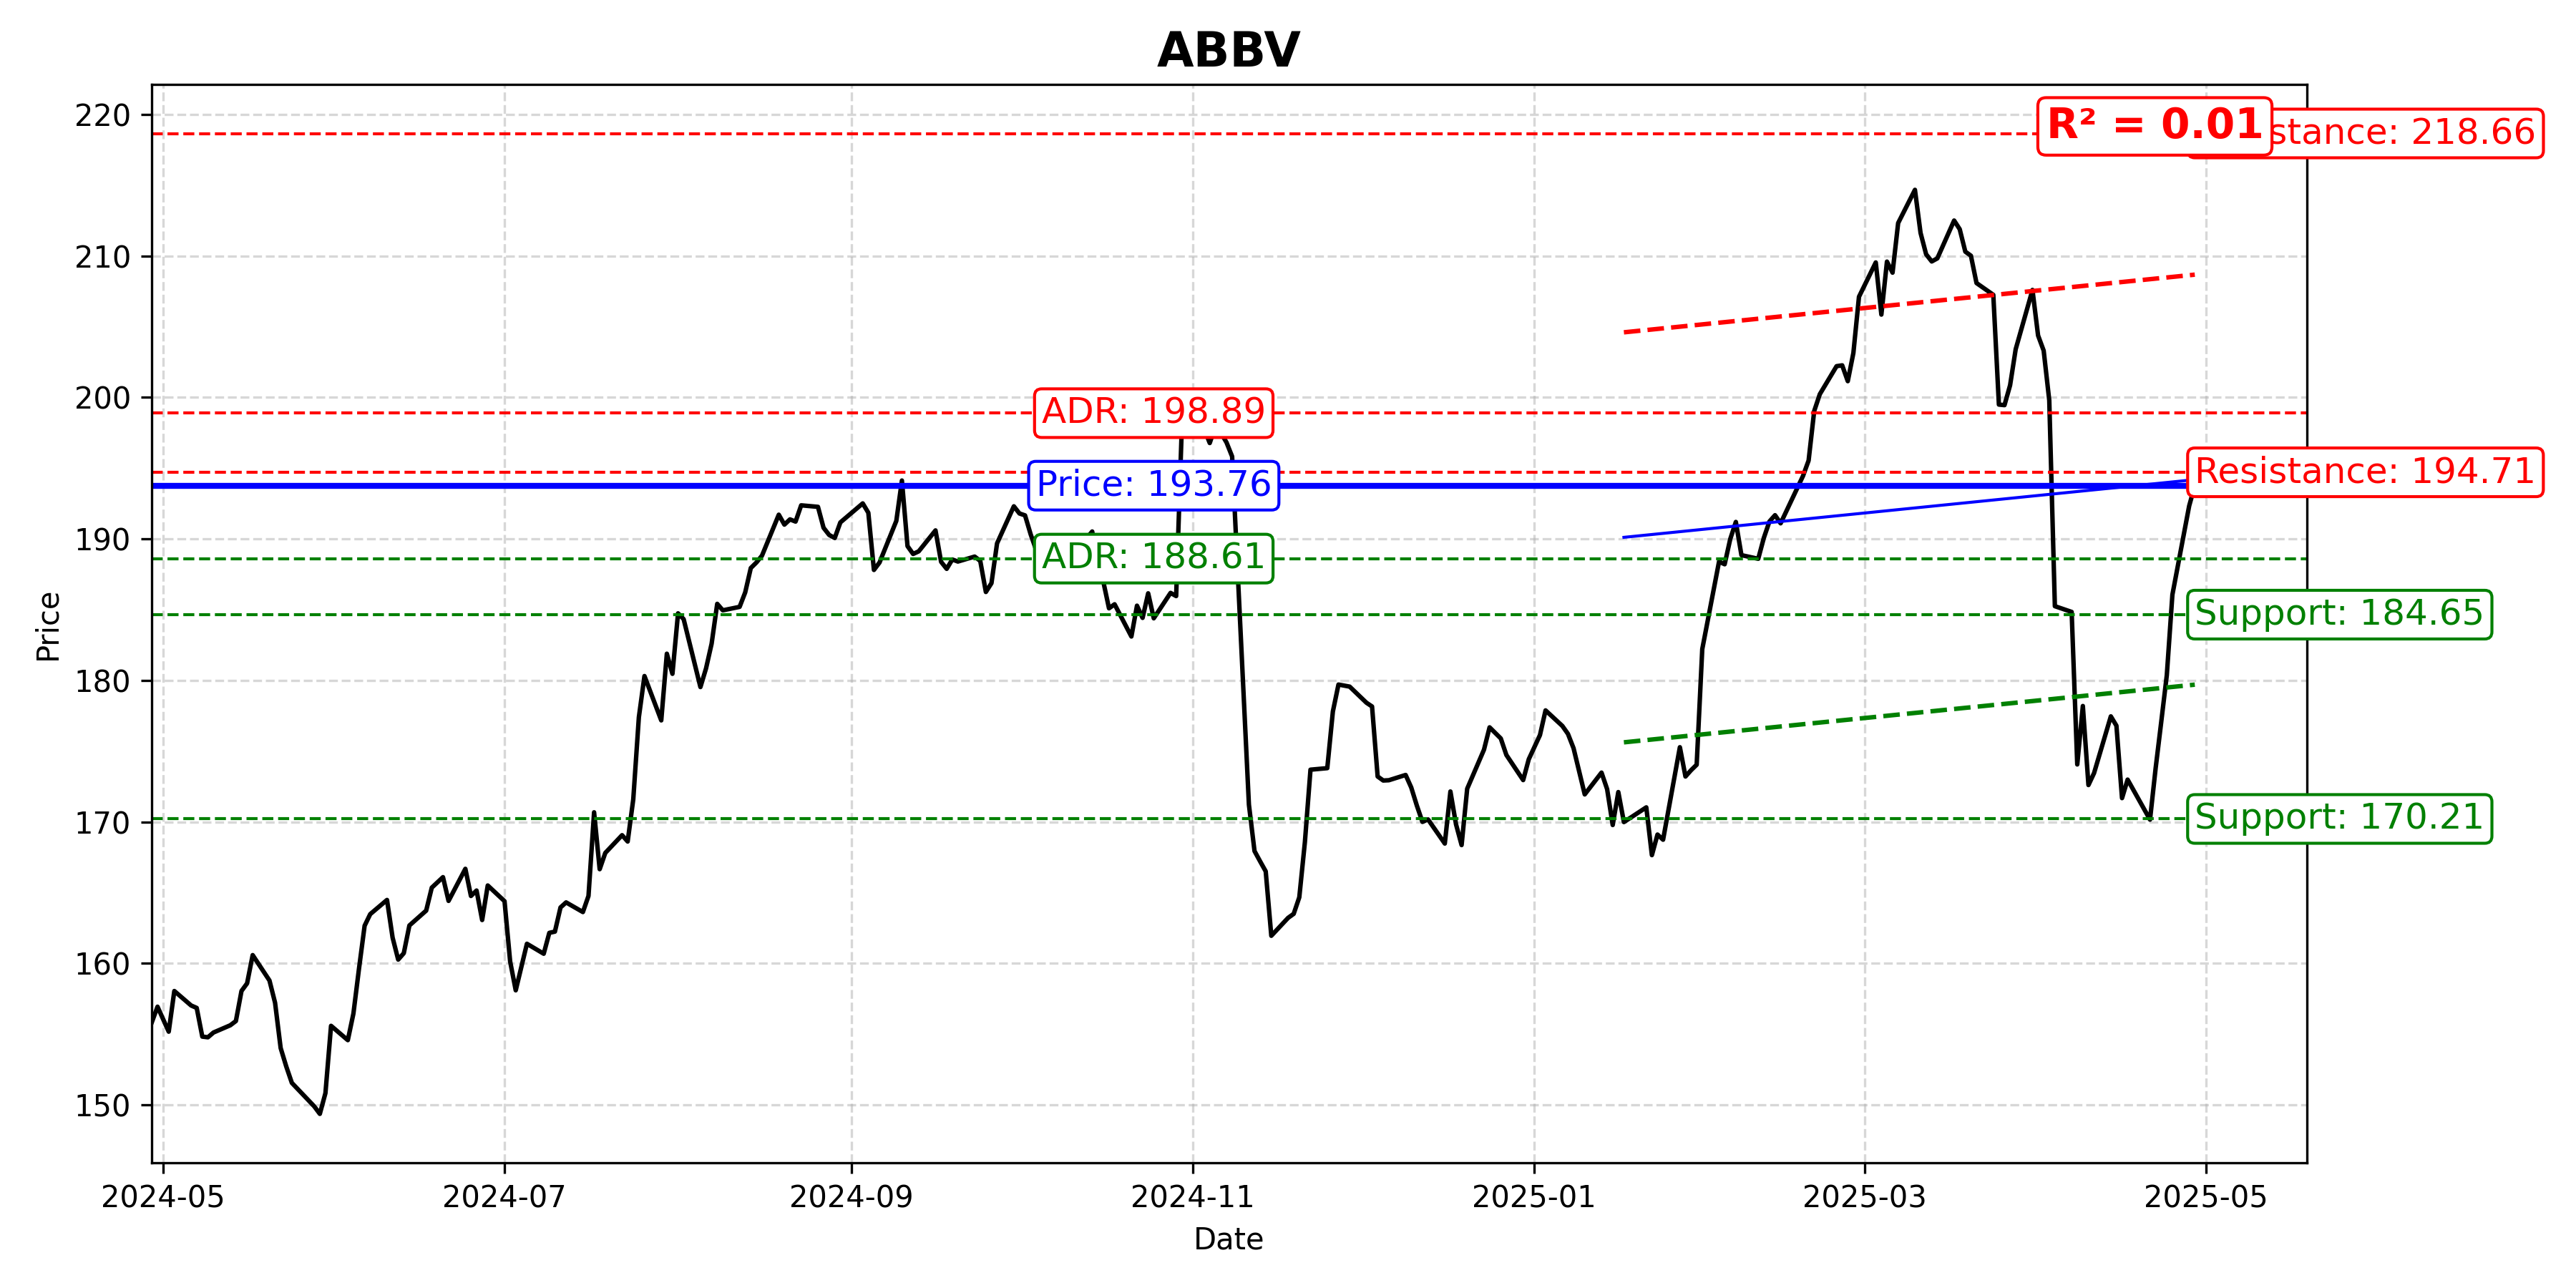 ABBV
220
210
200
190
180
170
160
150
Price
R² = 0.01
stance: 218.66
ADR: 198.89
Resistance: 194.71
Price: 193.76
ADR: 188.61
Support: 184.65
Support: 170.21
2024-05
2024-07
2024-09
2024-11
2025-01
2025-03
2025-05
Date